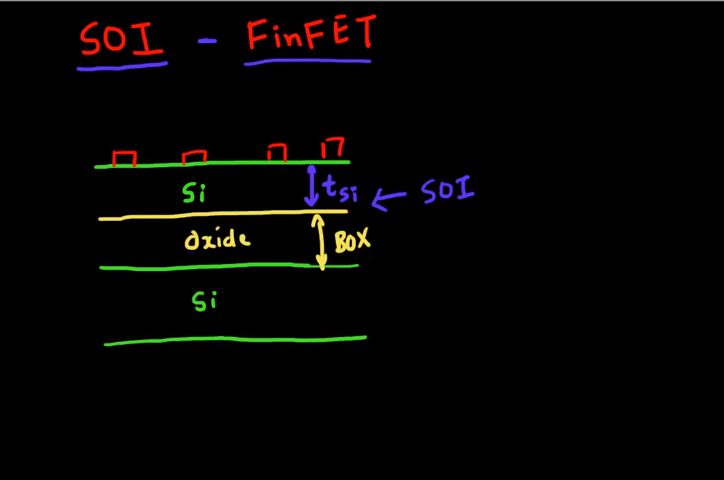 SOI - FinFET
Si
tsi
SOI
Oxide
BOX
Si